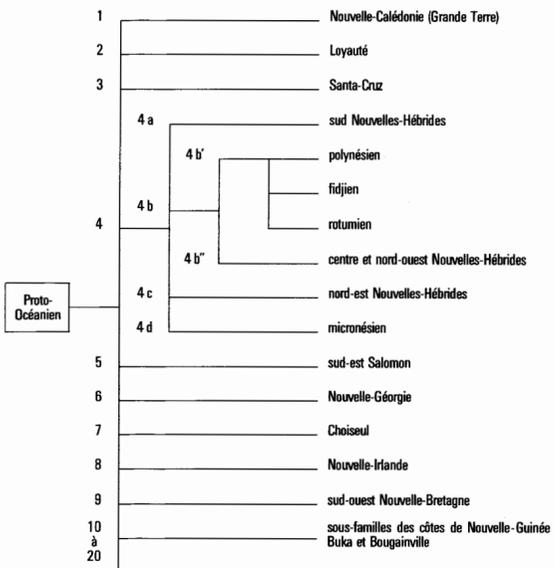 1 Nouvelle-Calédonie (Grande Terre)
2 Loyauté
3 Santa-Cruz
4 a sud Nouvelles-Hébrides
4 b' polynésien
fidjien
4 b
4 rotumien
4 b" centre et nord-ouest Nouvelles-Hébrides
Proto-
Océanien
4 c nord-est Nouvelles-Hébrides
4 d micronésien
5 sud-est Salomon
6 Nouvelle-Géorgie
7 Choiseul
8 Nouvelle-Irlande
9 sud-ouest Nouvelle-Bretagne
10
à
20
sous-familles des côtes de Nouvelle-Guinée
Buka et Bougainville